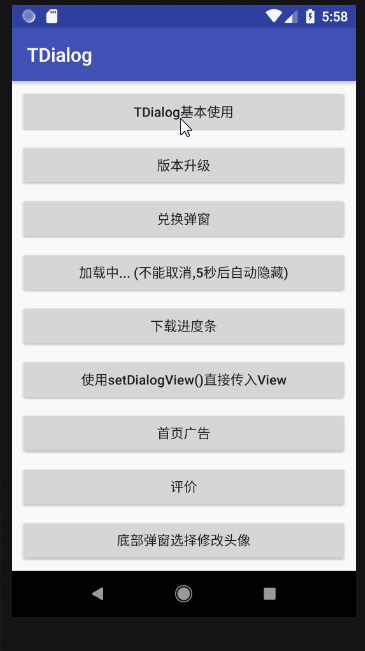 5:58
TDialog
TDialog基本使用
版本升级
兑换弹窗
加载中... (不能取消,5秒后自动隐藏)
下载进度条
使用setDialogView()直接传入View
首页广告
评价
底部弹窗选择修改头像